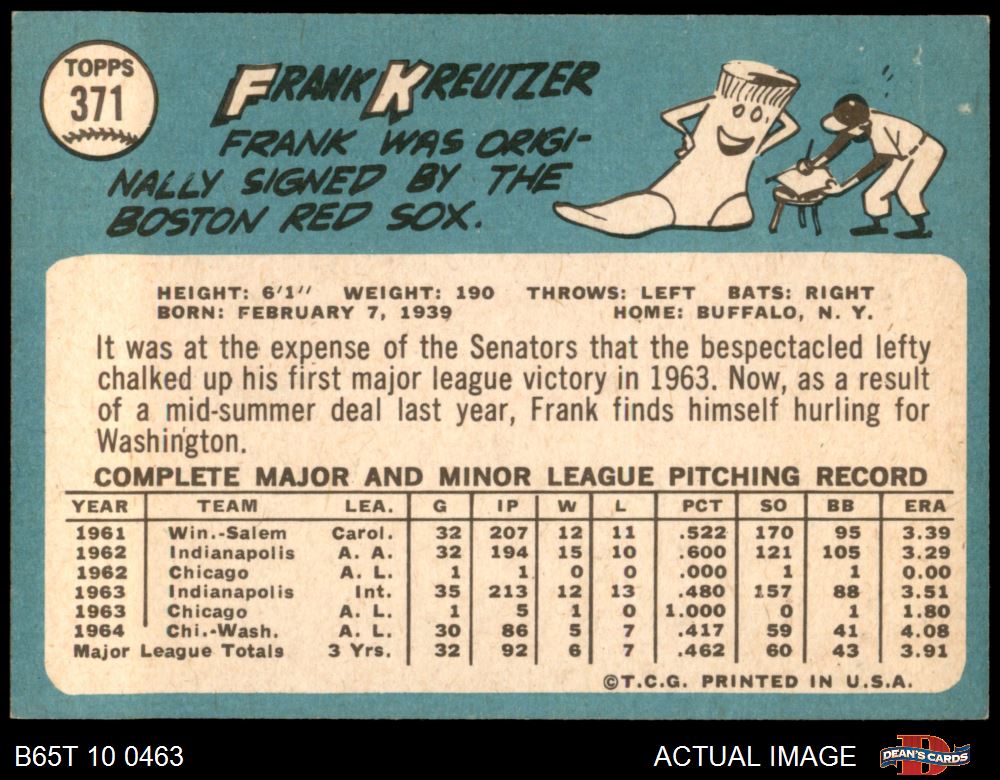 TOPPS
371
FRANK KREUTZER
FRANK WAS ORIGI-
NALLY SIGNED BY THE
BOSTON RED SOX.
HEIGHT: 6'1" WEIGHT: 190 THROWS: LEFT BATS: RIGHT
BORN: FEBRUARY 7, 1939 HOME: BUFFALO, N. Y.
It was at the expense of the Senators that the bespectacled lefty
chalked up his first major league victory in 1963. Now, as a result
of a mid-summer deal last year, Frank finds himself hurling for
Washington.
COMPLETE MAJOR AND MINOR LEAGUE PITCHING RECORD
YEAR TEAM LEA. G IP W L PCT SO BB ERA
1961 Win.-Salem Carol. 32 207 12 11 .522 170 95 3.39
1962 Indianapolis A. A. 32 194 15 10 .600 121 105 3.29
1962 Chicago A. L. 1 1 0 0 .000 1 1 0.00
1963 Indianapolis Int. 35 213 12 13 .480 157 88 3.51
1963 Chicago A. L. 1 5 1 0 1.000 0 1 1.80
1964 Chi.-Wash. A. L. 30 86 5 7 .417 59 41 4.08
Major League Totals 3 Yrs. 32 92 6 7 .462 60 43 3.91
©T.C.G. PRINTED IN U.S.A.
B65T 10 0463 ACTUAL IMAGE DEAN'S CARDS